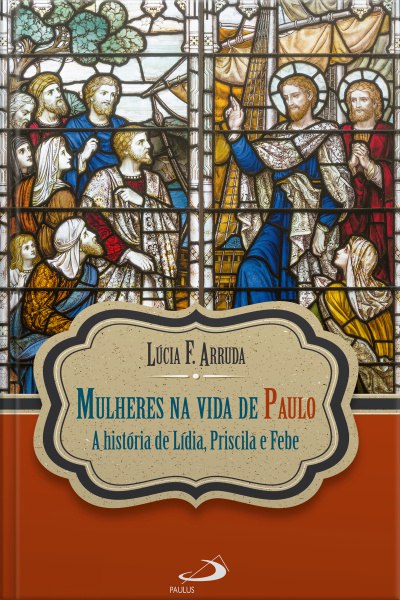 Lúcia F. Arruda
Mulheres na vida de Paulo
A história de Lídia, Priscila e Febe
PAULUS